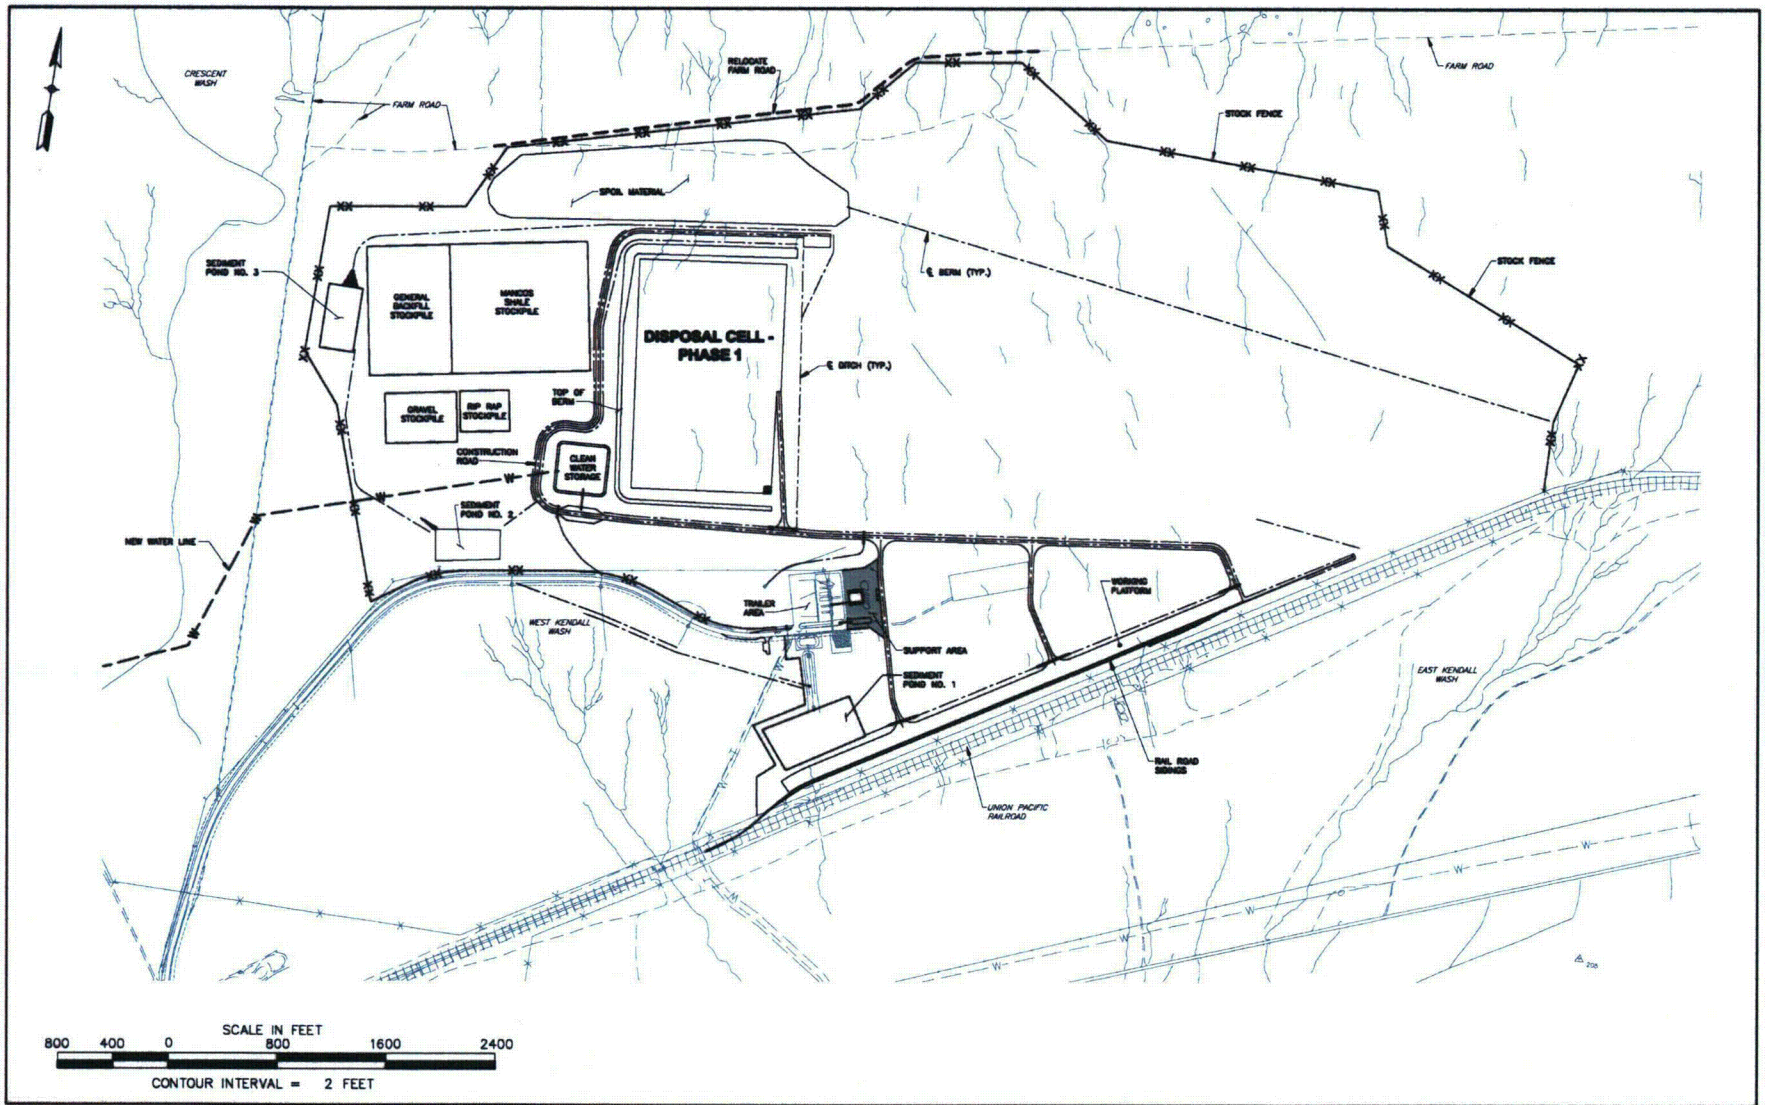 CRESCENT
WASH
FARM ROAD
RELOCATE
FARM ROAD
FARM ROAD
STOCK FENCE
SPOIL MATERIAL
SEDIMENT
POND NO. 3
GENERAL
BACKFILL
STOCKPILE
MANCOS
SHALE
STOCKPILE
℄ BERM (TYP.)
STOCK FENCE
DISPOSAL CELL -
PHASE 1
℄ DITCH (TYP.)
TOP OF
BERM
GRAVEL
STOCKPILE
RIP RAP
STOCKPILE
CONSTRUCTION
ROAD
CLEAN
WATER
STORAGE
SEDIMENT
POND NO. 2
NEW WATER LINE
WEST KENDALL
WASH
TRAILER
AREA
WORKING
PLATFORM
SUPPORT AREA
SEDIMENT
POND NO. 1
EAST KENDALL
WASH
RAIL ROAD
SIDINGS
UNION PACIFIC
RAILROAD
SCALE IN FEET
800 400 0 800 1600 2400
CONTOUR INTERVAL = 2 FEET